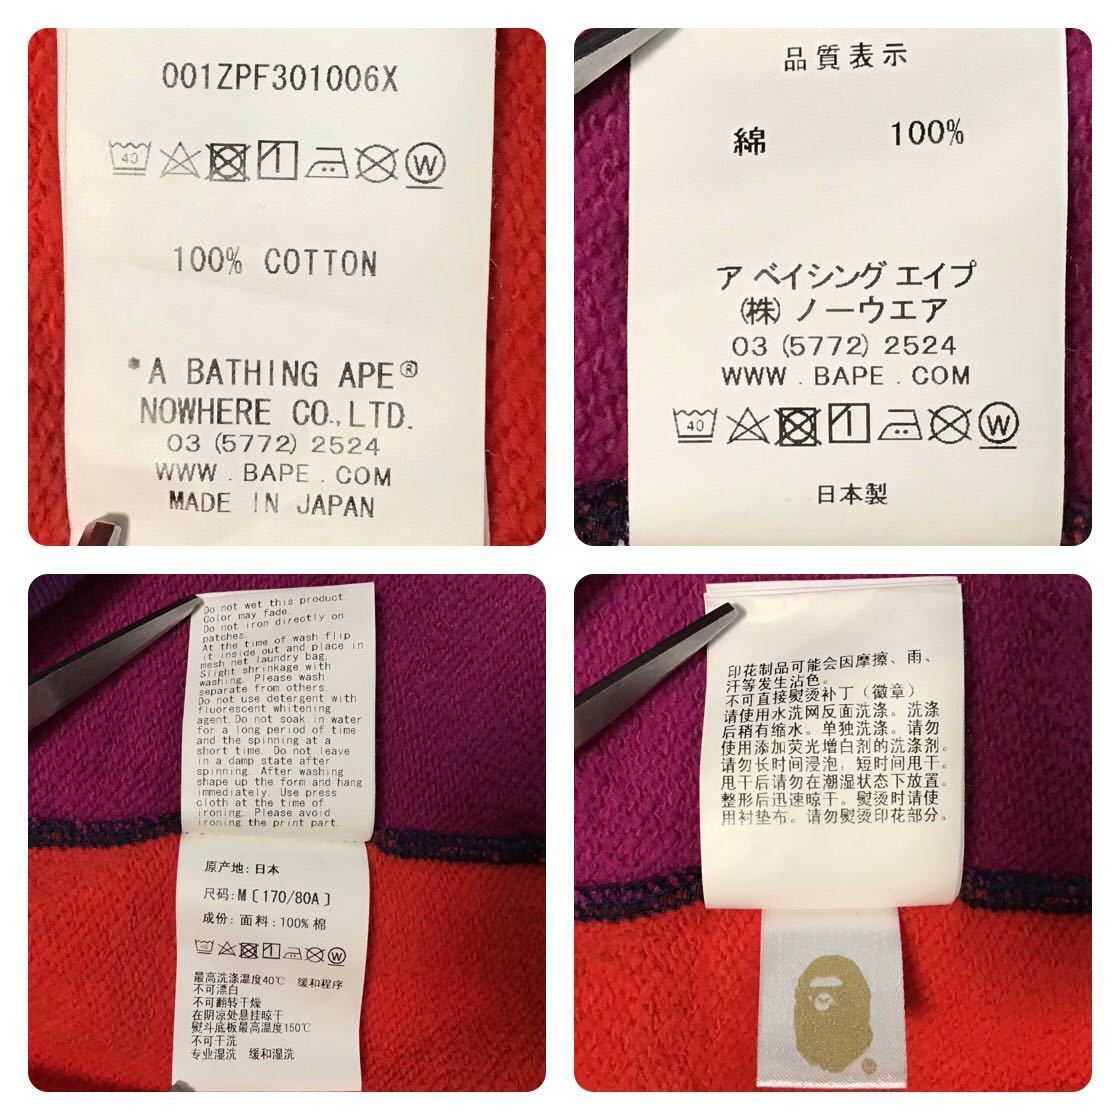 001ZPF301006X
40
100% COTTON
*A BATHING APE®
NOWHERE CO., LTD.
03 (5772) 2524
WWW . BAPE . COM
MADE IN JAPAN
品質表示
綿 100%
ア ベイシング エイプ
(株) ノーウエア
03 (5772) 2524
WWW . BAPE . COM
40 W
日本製
Do not wet this product.
Color may fade.
Do not iron directly on
patches.
At the time of wash flip
it inside out and place in
mesh net laundry bag.
Slight shrinkage with
washing. Please wash
separate from others.
Do not use detergent with
fluorescent whitening
agent.Do not soak in water
for a long period of time
and the spinning at a
short time. Do not leave
in a damp state after
spinning. After washing
shape up the form and hang
immediately. Use press
cloth at the time of
ironing. Please avoid
ironing the print part.
原产地: 日本
尺码: M [ 170/80A ]
成份: 面料: 100% 棉
40 W
最高洗涤温度40℃ 缓和程序
不可漂白
不可翻转干燥
在阴凉处悬挂晾干
熨斗底板最高温度150℃
不可干洗
专业湿洗 缓和湿洗
印花制品可能会因摩擦、雨、
汗等发生沾色。
不可直接熨烫补丁（徽章）
请使用水洗网反面洗涤。洗涤
后稍有缩水。单独洗涤。请勿
使用添加荧光增白剂的洗涤剂。
请勿长时间浸泡，短时间甩干。
甩干后请勿在潮湿状态下放置。
整形后迅速晾干。熨烫时请使
用衬垫布。请勿熨烫印花部分。
®